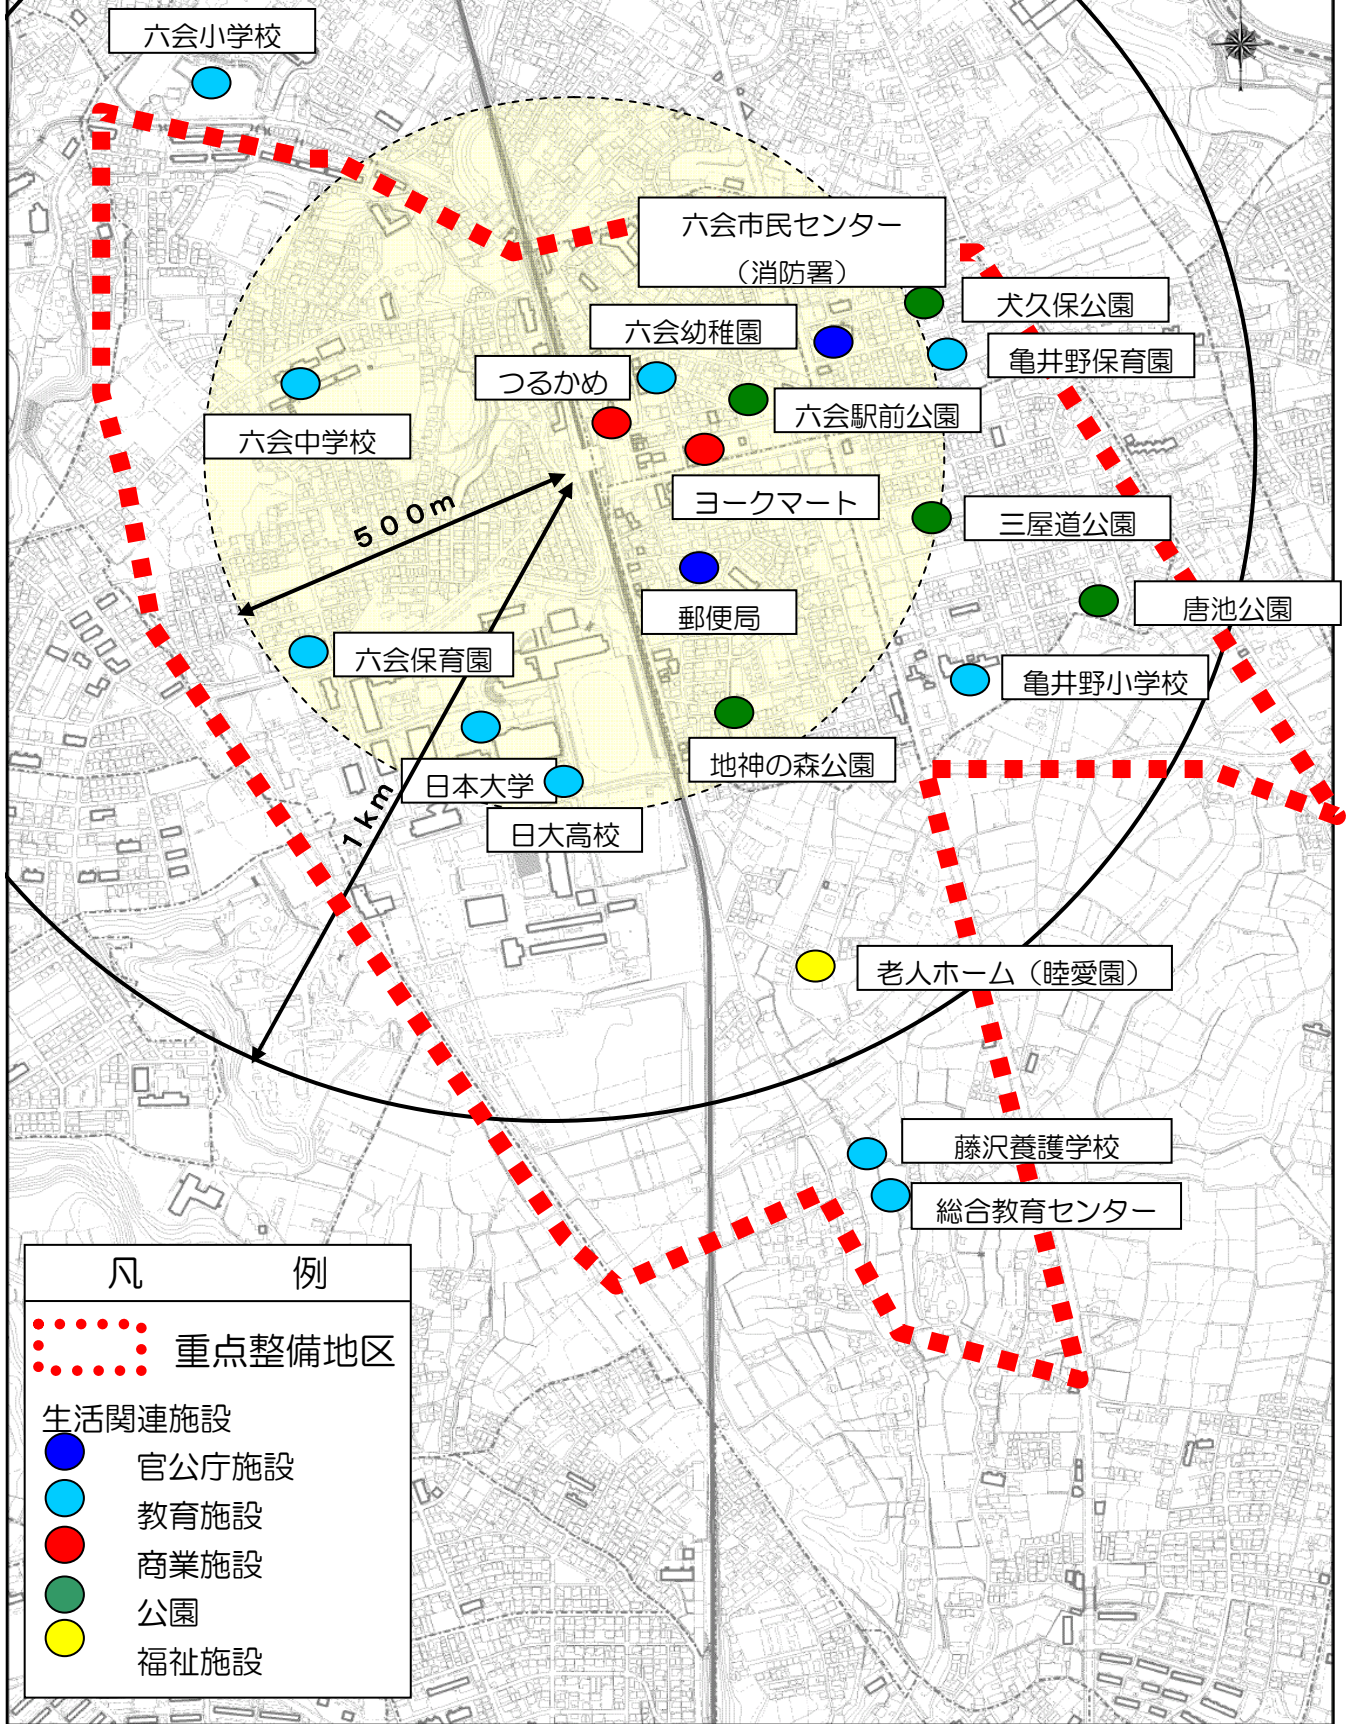 六会小学校
六会市民センター
（消防署）
犬久保公園
六会幼稚園
亀井野保育園
つるかめ
六会駅前公園
六会中学校
ヨークマート
500m
三屋道公園
唐池公園
郵便局
六会保育園
亀井野小学校
地神の森公園
日本大学
1km
日大高校
老人ホーム（睦愛園）
藤沢養護学校
総合教育センター
凡　例
重点整備地区
生活関連施設
官公庁施設
教育施設
商業施設
公園
福祉施設